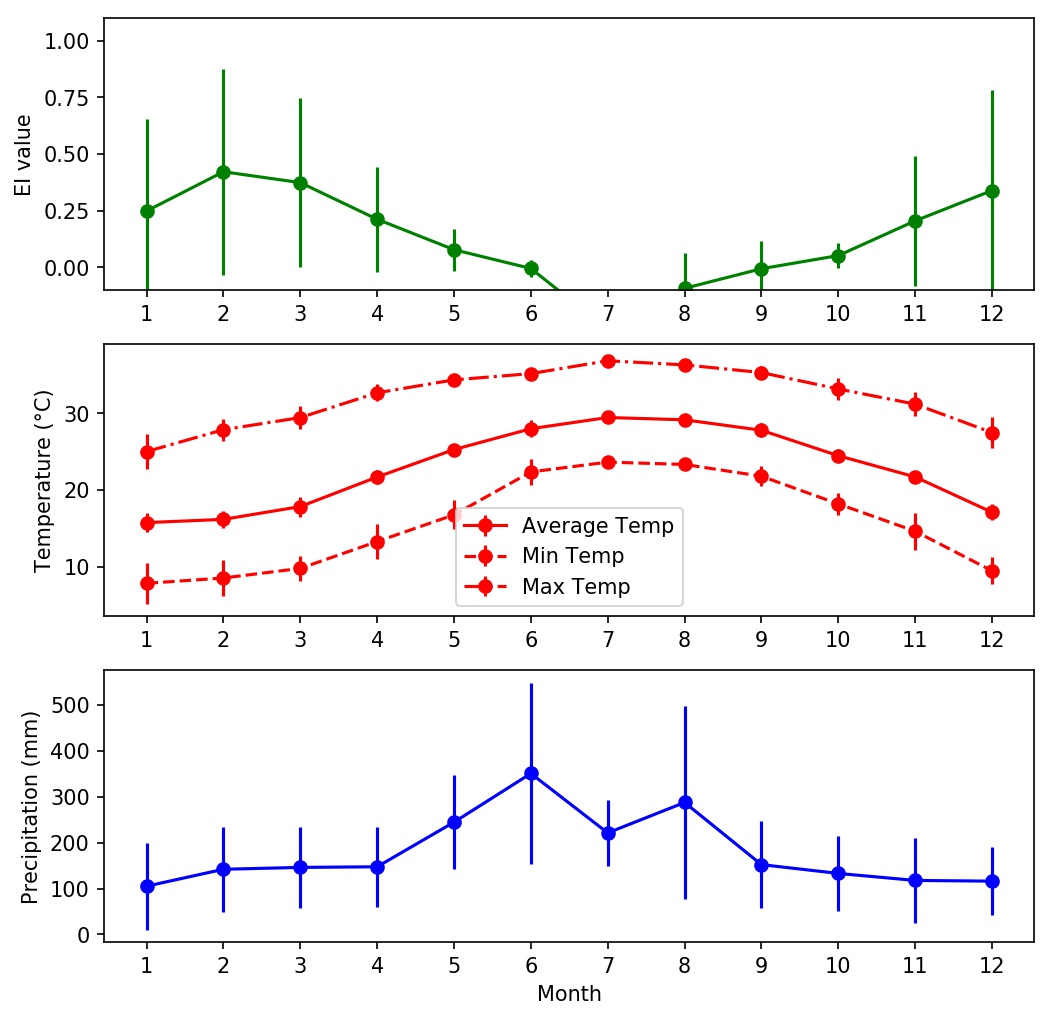 EI value
1.00
0.75
0.50
0.25
0.00
1 2 3 4 5 6 7 8 9 10 11 12
Temperature (°C)
30
20
10
Average Temp
Min Temp
Max Temp
1 2 3 4 5 6 7 8 9 10 11 12
Precipitation (mm)
500
400
300
200
100
0
1 2 3 4 5 6 7 8 9 10 11 12
Month